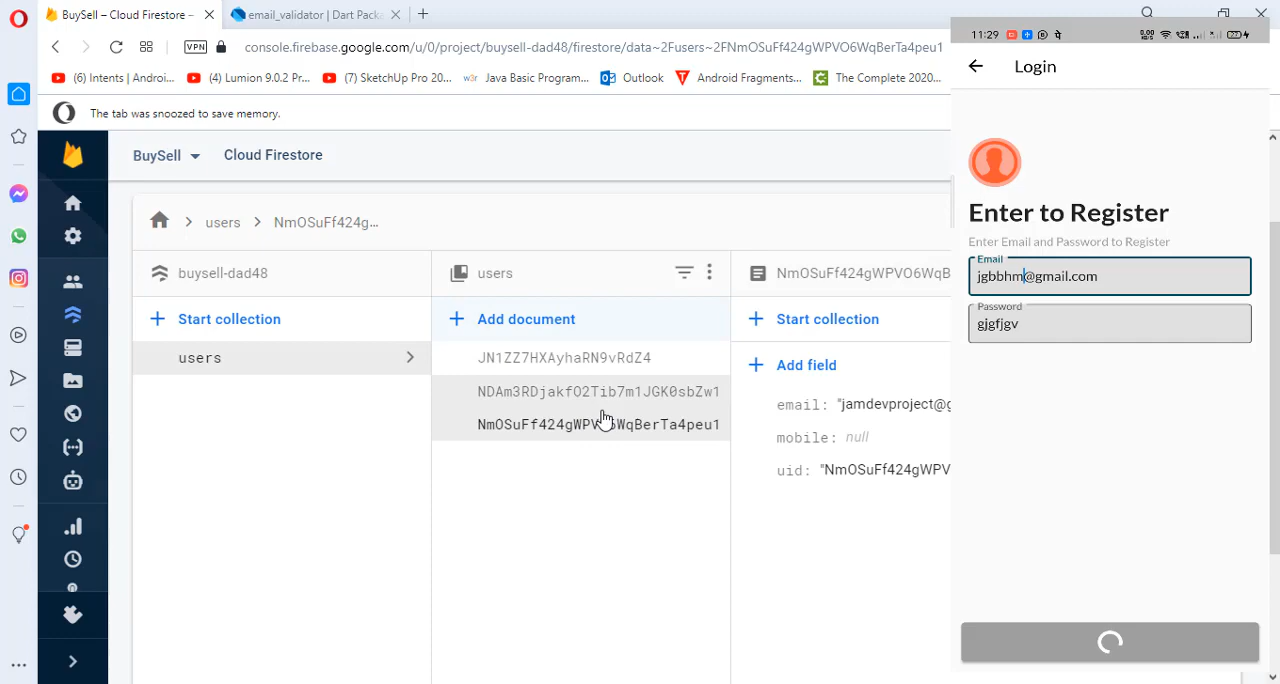 BuySell – Cloud Firestore –
email_validator | Dart Packa
VPN
console.firebase.google.com/u/0/project/buysell-dad48/firestore/data~2Fusers~2FNmOSuFf424gWPVO6WqBerTa4peu1
(6) Intents | Androi...
(4) Lumion 9.0.2 Pr...
(7) SketchUp Pro 20...
w3r
Java Basic Program...
Outlook
Android Fragments...
The Complete 2020...
The tab was snoozed to save memory.
BuySell
Cloud Firestore
users
NmOSuFf424g...
buysell-dad48
users
NmOSuFf424gWPVO6WqB
Start collection
Add document
Start collection
users
JN1ZZ7HXAyhaRN9vRdZ4
NDAm3RDjakfO2Tib7m1JGK0sbZw1
Add field
email: "jamdevproject@g
mobile: null
uid: "NmOSuFf424gWPV
11:29
Login
Enter to Register
Enter Email and Password to Register
Email
jgbbhm@gmail.com
Password
gjgfjgv